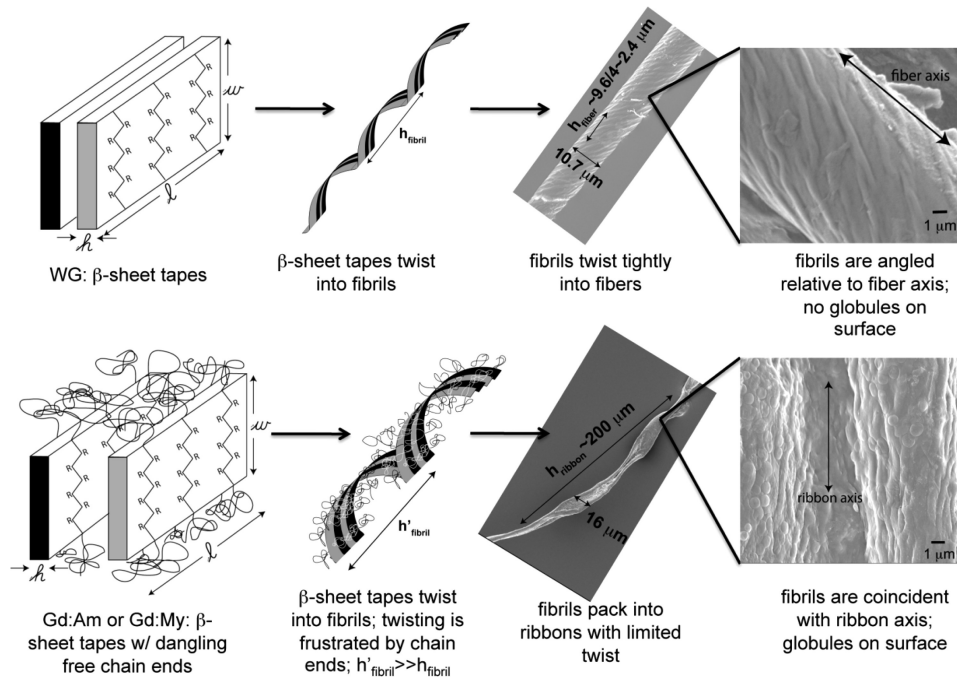 R R R R R R R R R R R R
w
l
h
h_fibril
h_fiber ~9.6/4~2.4 μm
10.7 μm
fiber axis
1 μm
WG: β-sheet tapes
β-sheet tapes twist
into fibrils
fibrils twist tightly
into fibers
fibrils are angled
relative to fiber axis;
no globules on
surface
R R R R R R R R R R R R
w
l
h
h'_fibril
h_ribbon ~200 μm
16 μm
ribbon axis
1 μm
Gd:Am or Gd:My: β-
sheet tapes w/ dangling
free chain ends
β-sheet tapes twist
into fibrils; twisting is
frustrated by chain
ends; h'_fibril>>h_fibril
fibrils pack into
ribbons with limited
twist
fibrils are coincident
with ribbon axis;
globules on surface